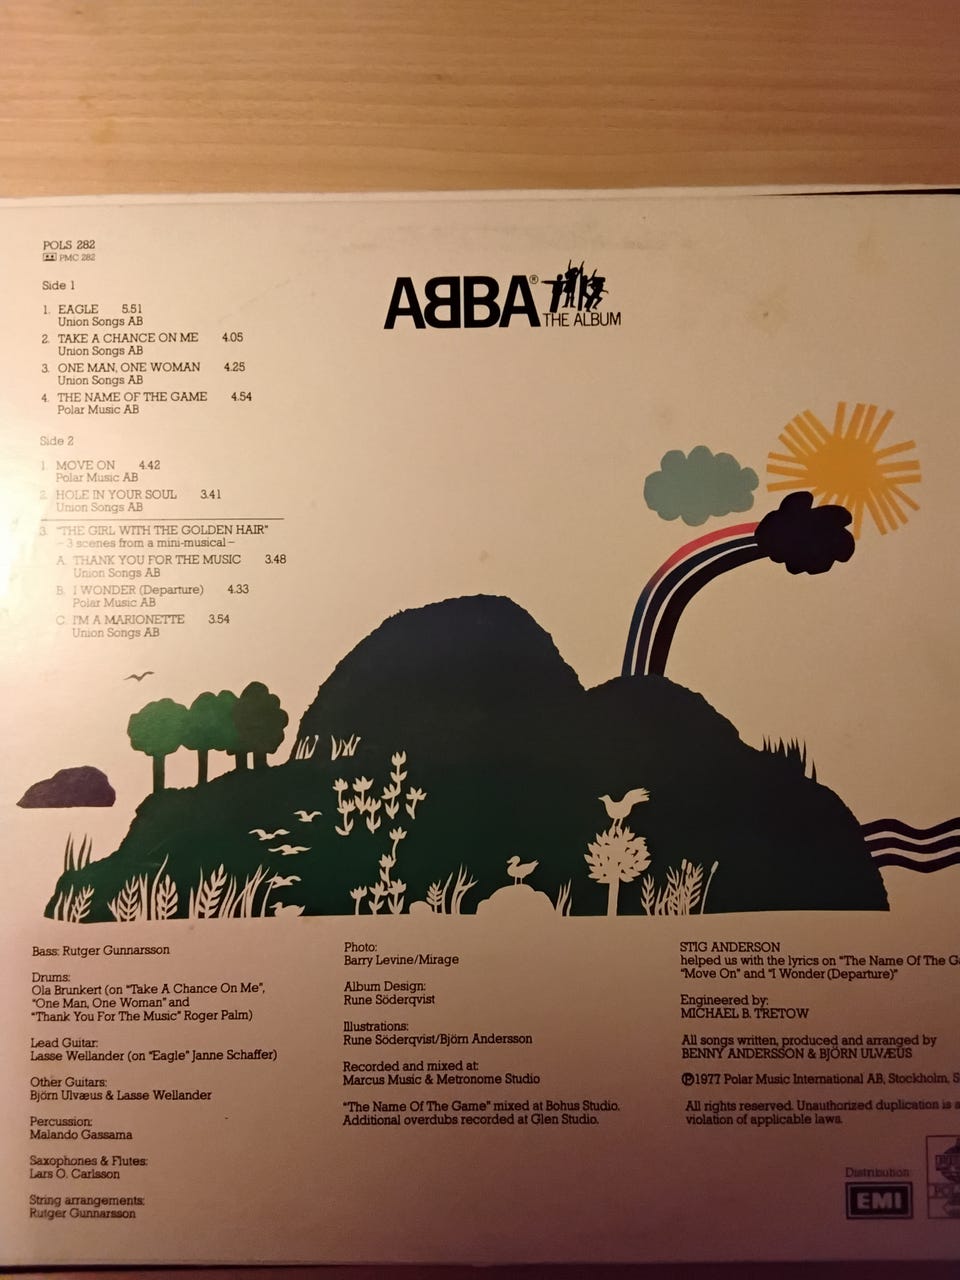 POLS 282
PMC 282
Side 1
1. EAGLE 5.51
Union Songs AB
2. TAKE A CHANCE ON ME 4.05
Union Songs AB
3. ONE MAN, ONE WOMAN 4.25
Union Songs AB
4. THE NAME OF THE GAME 4.54
Polar Music AB
Side 2
1. MOVE ON 4.42
Polar Music AB
2. HOLE IN YOUR SOUL 3.41
Union Songs AB
3. "THE GIRL WITH THE GOLDEN HAIR"
– 3 scenes from a mini-musical –
A. THANK YOU FOR THE MUSIC 3.48
Union Songs AB
B. I WONDER (Departure) 4.33
Polar Music AB
C. I'M A MARIONETTE 3.54
Union Songs AB
ABBA®
THE ALBUM
Bass: Rutger Gunnarsson
Drums:
Ola Brunkert (on "Take A Chance On Me",
"One Man, One Woman" and
"Thank You For The Music" Roger Palm)
Lead Guitar:
Lasse Wellander (on "Eagle" Janne Schaffer)
Other Guitars:
Björn Ulvæus & Lasse Wellander
Percussion:
Malando Gassama
Saxophones & Flutes:
Lars O. Carlsson
String arrangements:
Rutger Gunnarsson
Photo:
Barry Levine/Mirage
Album Design:
Rune Söderqvist
Illustrations:
Rune Söderqvist/Björn Andersson
Recorded and mixed at:
Marcus Music & Metronome Studio
"The Name Of The Game" mixed at Bohus Studio.
Additional overdubs recorded at Glen Studio.
STIG ANDERSON
helped us with the lyrics on "The Name Of The
"Move On" and "I Wonder (Departure)"
Engineered by:
MICHAEL B. TRETOW
All songs written, produced and arranged by
BENNY ANDERSSON & BJÖRN ULVÆUS
℗1977 Polar Music International AB, Stockholm,
All rights reserved. Unauthorized duplication is a
violation of applicable laws.
Distribution:
EMI